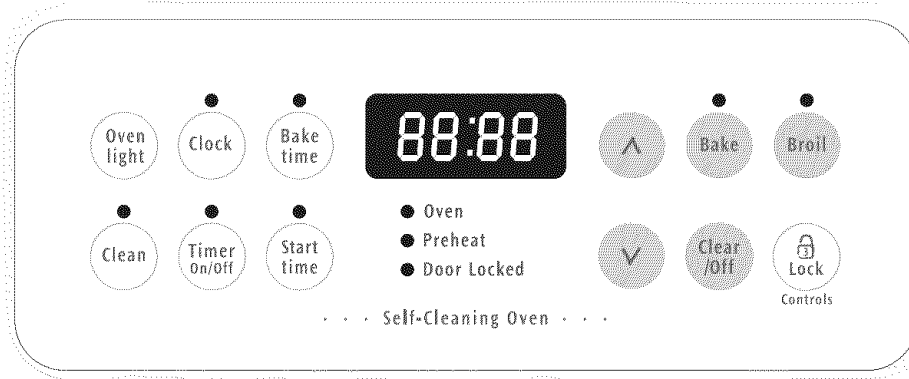 Oven
light
Clock
Bake
time
88:88
Bake
Broil
Clean
Timer
On/Off
Start
time
Oven
Preheat
Door Locked
Clear
/Off
Lock
Controls
Self-Cleaning Oven